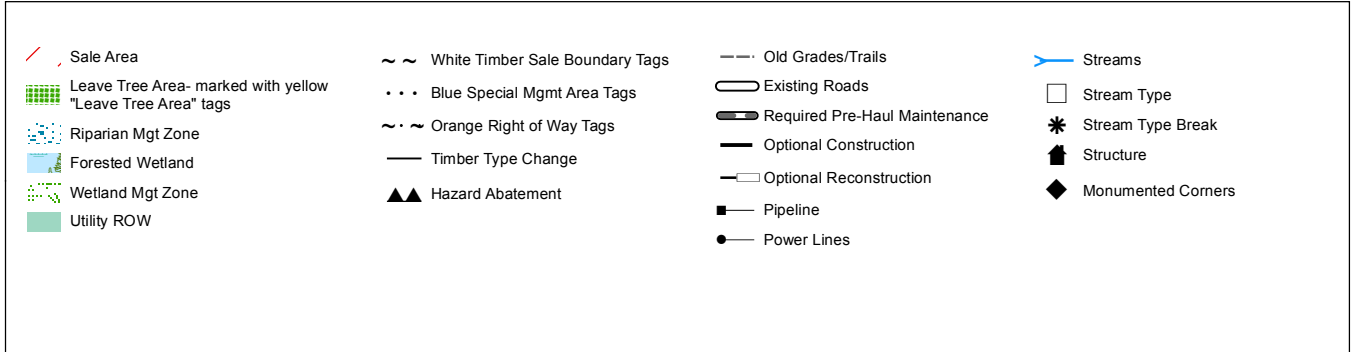 Sale Area
Leave Tree Area- marked with yellow
"Leave Tree Area" tags
Riparian Mgt Zone
Forested Wetland
Wetland Mgt Zone
Utility ROW
White Timber Sale Boundary Tags
Blue Special Mgmt Area Tags
Orange Right of Way Tags
Timber Type Change
Hazard Abatement
Old Grades/Trails
Existing Roads
Required Pre-Haul Maintenance
Optional Construction
Optional Reconstruction
Pipeline
Power Lines
Streams
Stream Type
Stream Type Break
Structure
Monumented Corners